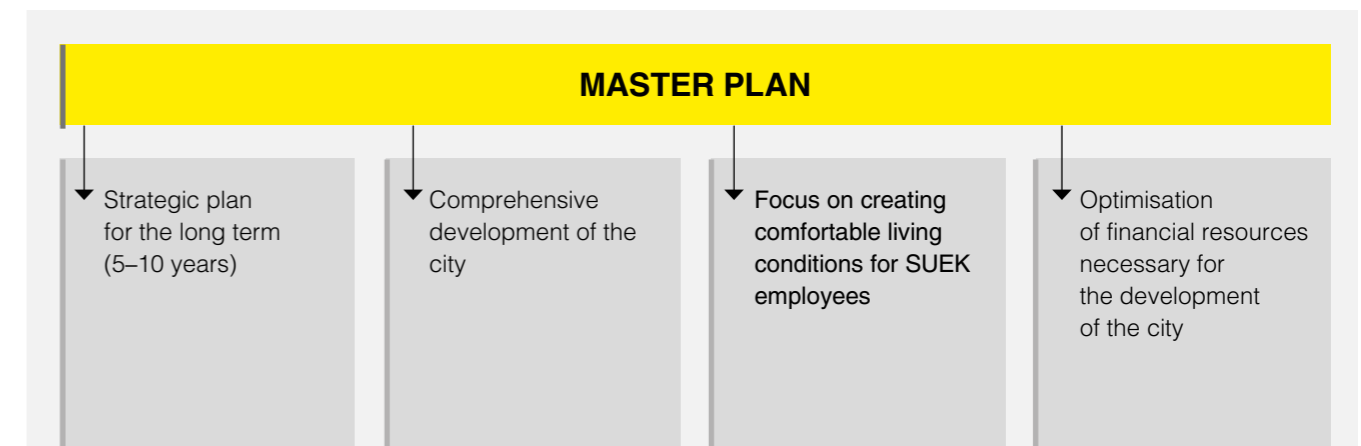 MASTER PLAN
Strategic plan
for the long term
(5–10 years)
Comprehensive
development of the
city
Focus on creating
comfortable living
conditions for SUEK
employees
Optimisation
of financial resources
necessary for
the development
of the city